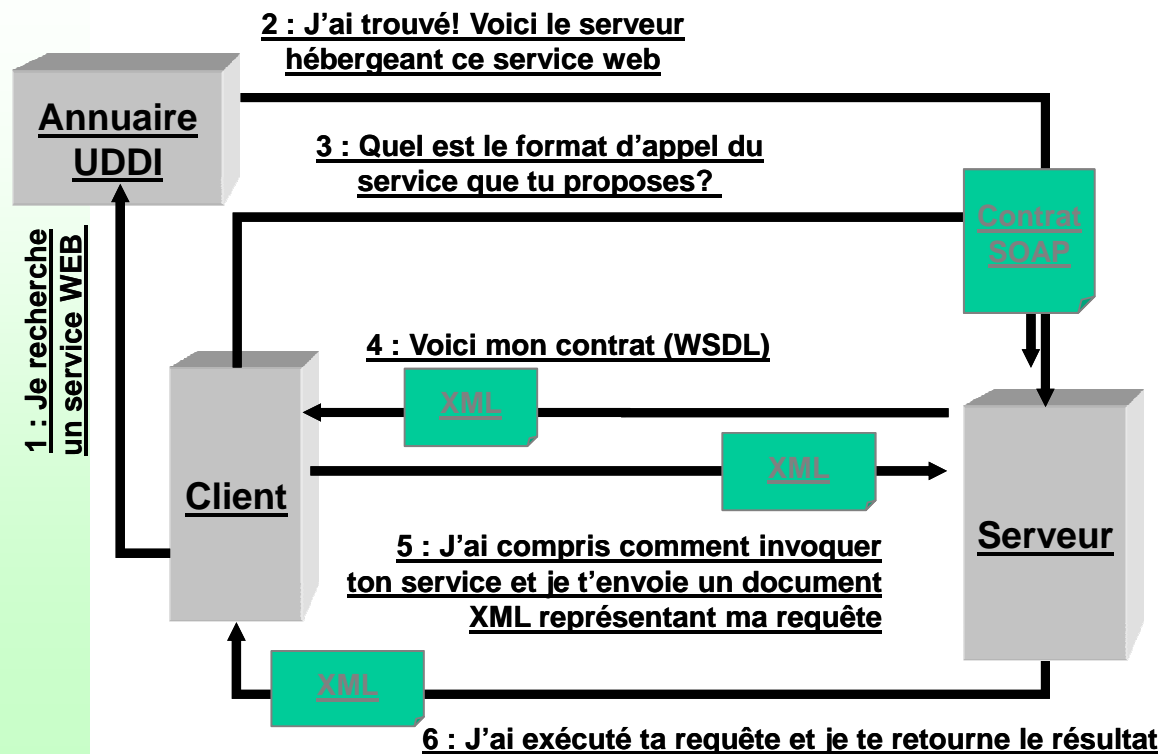 2 : J’ai trouvé! Voici le serveur
hébergeant ce service web
Annuaire
UDDI
3 : Quel est le format d’appel du
service que tu proposes?
Contrat
SOAP
1 : Je recherche
un service WEB
4 : Voici mon contrat (WSDL)
XML
XML
Client
Serveur
5 : J’ai compris comment invoquer
ton service et je t’envoie un document
XML représentant ma requête
XML
6 : J’ai exécuté ta requête et je te retourne le résultat